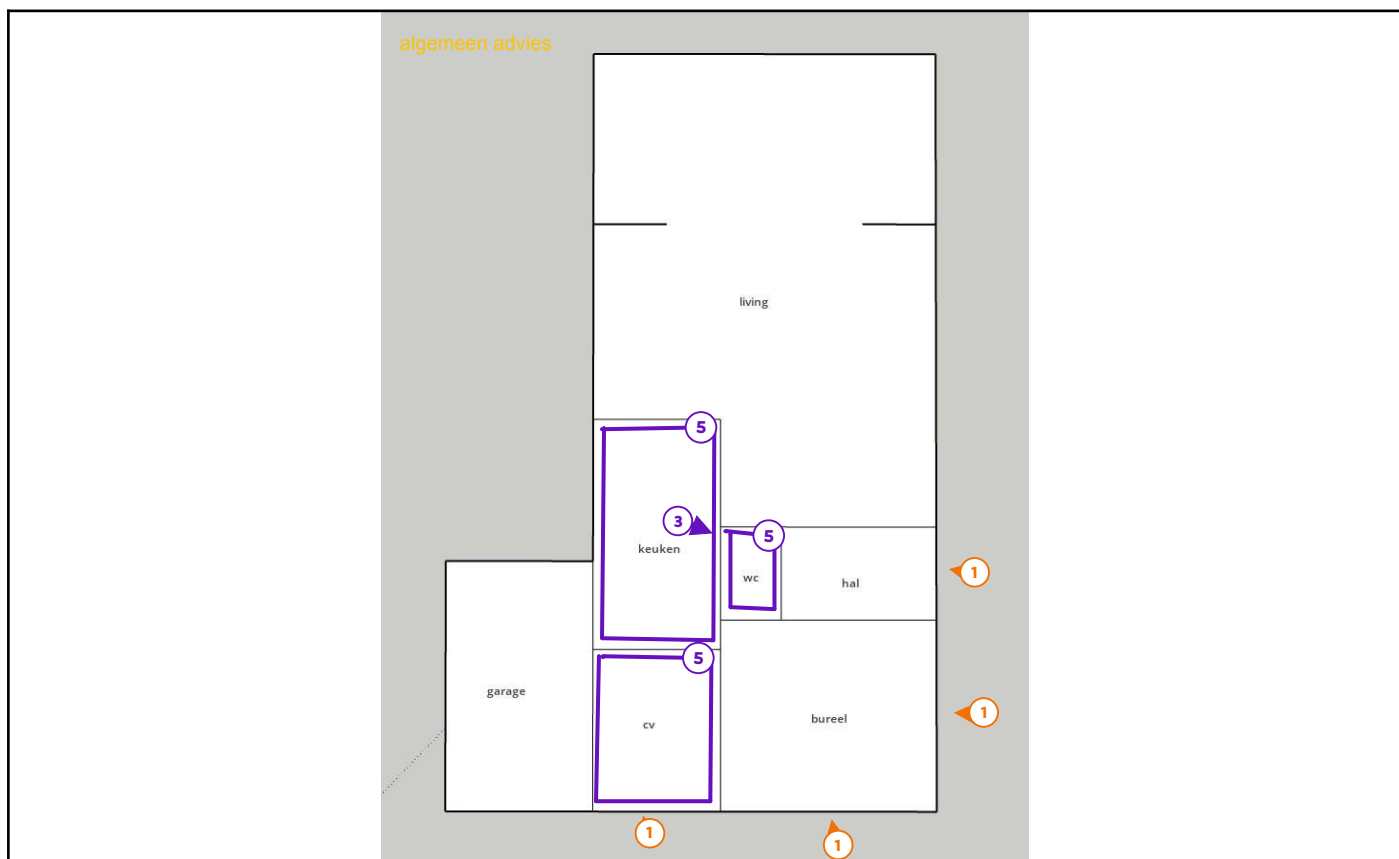 algemeen advies
living
5
3
5
keuken
wc
hal
1
5
garage
cv
bureel
1
1
1